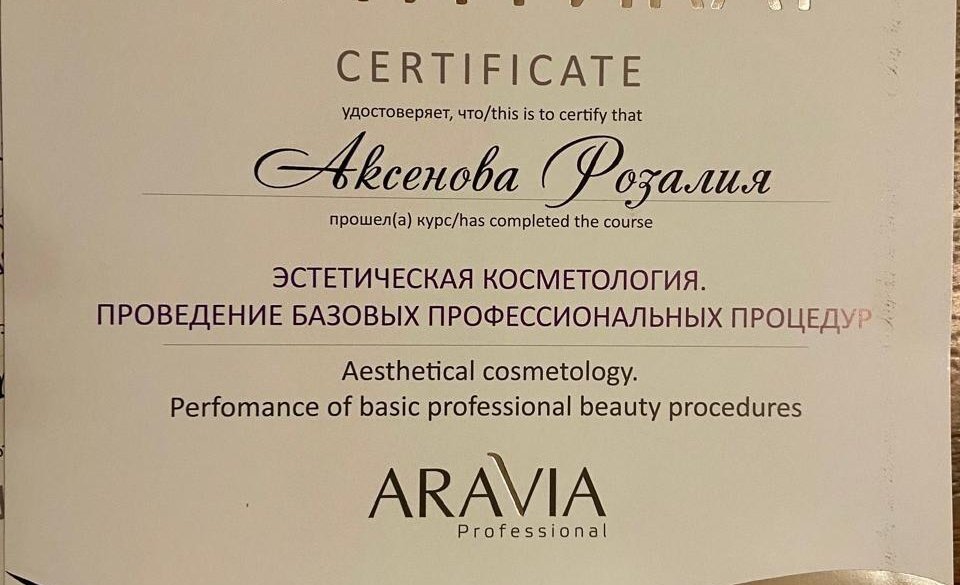 CERTIFICATE
удостоверяет, что/this is to certify that
Аксенова Розалия
прошел(а) курс/has completed the course
ЭСТЕТИЧЕСКАЯ КОСМЕТОЛОГИЯ.
ПРОВЕДЕНИЕ БАЗОВЫХ ПРОФЕССИОНАЛЬНЫХ ПРОЦЕДУР
Aesthetical cosmetology.
Perfomance of basic professional beauty procedures
ARAVIA
Professional